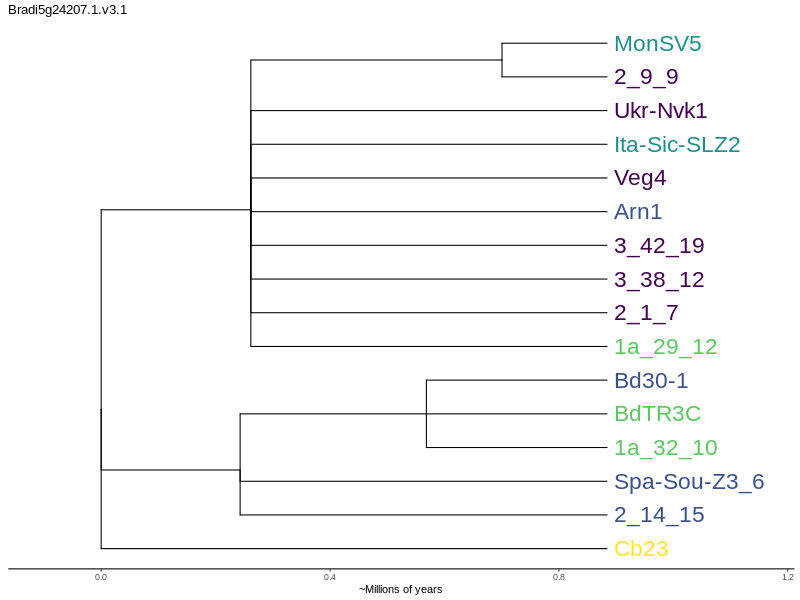 Bradi5g24207.1.v3.1
MonSV5
2_9_9
Ukr-Nvk1
Ita-Sic-SLZ2
Veg4
Arn1
3_42_19
3_38_12
2_1_7
1a_29_12
Bd30-1
BdTR3C
1a_32_10
Spa-Sou-Z3_6
2_14_15
Cb23
0.0 0.4 0.8 1.2
~Millions of years